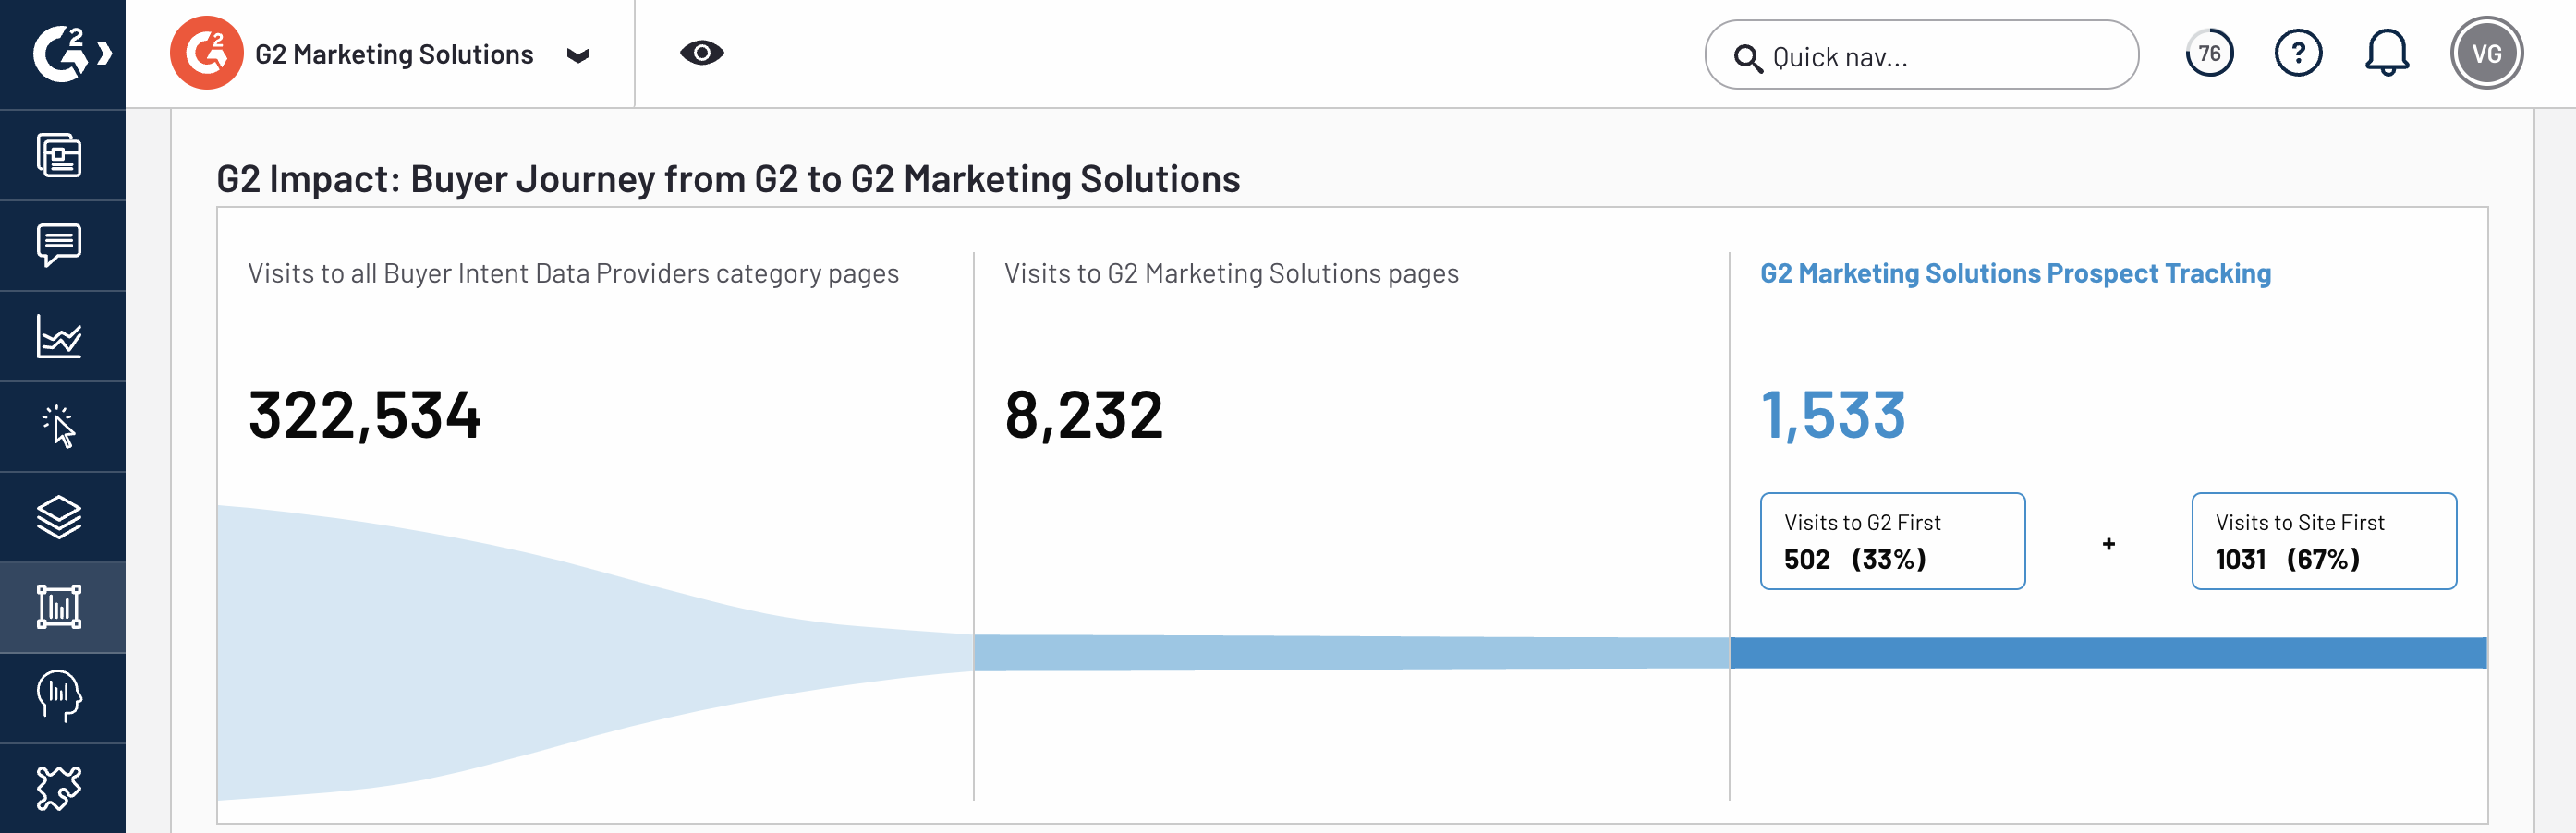 G2
G2 Marketing Solutions
Quick nav...
76
?
VG
G2 Impact: Buyer Journey from G2 to G2 Marketing Solutions
Visits to all Buyer Intent Data Providers category pages
322,534
Visits to G2 Marketing Solutions pages
8,232
G2 Marketing Solutions Prospect Tracking
1,533
Visits to G2 First
502 (33%)
+
Visits to Site First
1031 (67%)